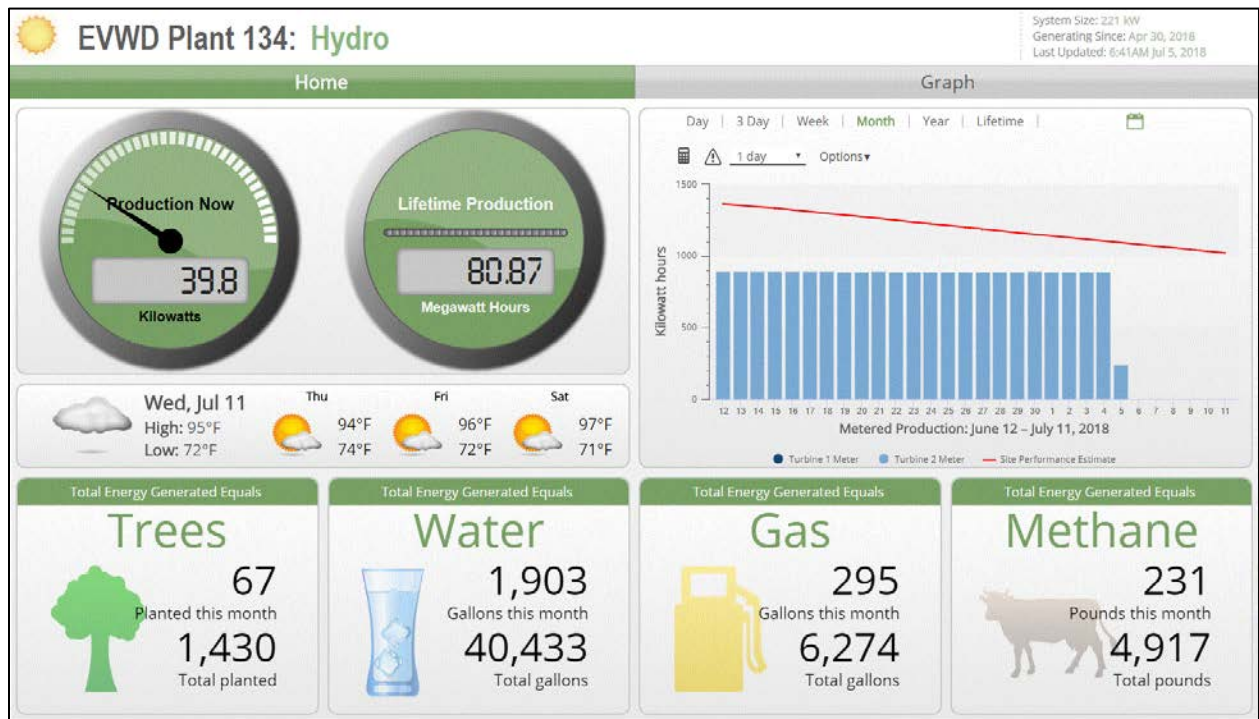 EVWD Plant 134: Hydro
System Size: 221 kW
Generating Since: Apr 30, 2018
Last Updated: 6:41AM Jul 5, 2018
Home
Graph
Production Now
39.8
Kilowatts
Lifetime Production
80.87
Megawatt Hours
Wed, Jul 11
High: 95°F
Low: 72°F
Thu
94°F
74°F
Fri
96°F
72°F
Sat
97°F
71°F
Day | 3 Day | Week | Month | Year | Lifetime |
1 day Options
Kilowatt hours
1500
1000
500
0
12 13 14 15 16 17 18 19 20 21 22 23 24 25 26 27 28 29 30 1 2 3 4 5 6 7 8 9 10 11
Metered Production: June 12 – July 11, 2018
Turbine 1 Meter Turbine 2 Meter Site Performance Estimate
Total Energy Generated Equals
Trees
67
Planted this month
1,430
Total planted
Total Energy Generated Equals
Water
1,903
Gallons this month
40,433
Total gallons
Total Energy Generated Equals
Gas
295
Gallons this month
6,274
Total gallons
Total Energy Generated Equals
Methane
231
Pounds this month
4,917
Total pounds